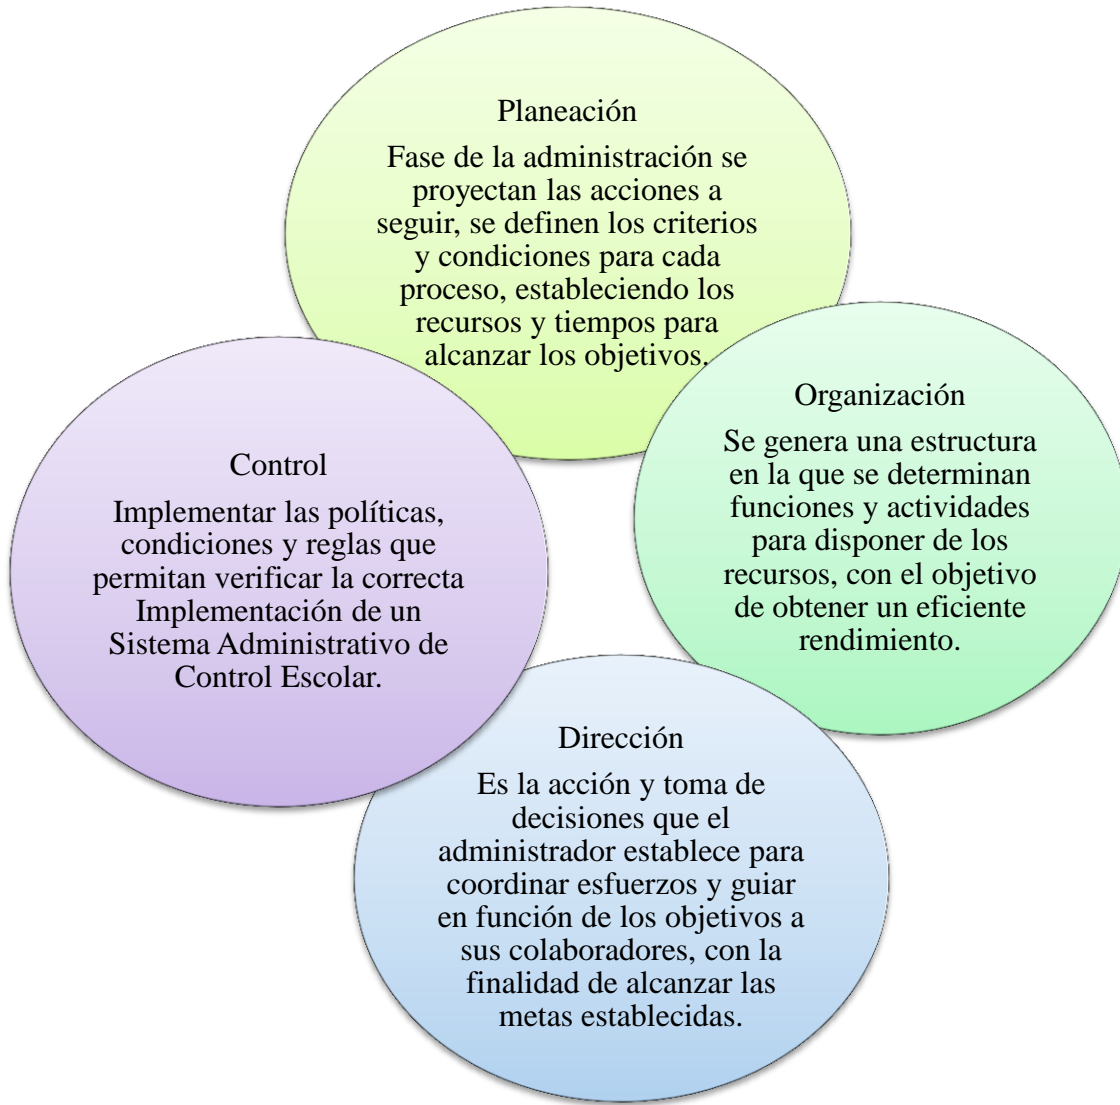 Planeación
Fase de la administración se
proyectan las acciones a
seguir, se definen los criterios
y condiciones para cada
proceso, estableciendo los
recursos y tiempos para
alcanzar los objetivos.
Organización
Se genera una estructura
en la que se determinan
funciones y actividades
para disponer de los
recursos, con el objetivo
de obtener un eficiente
rendimiento.
Dirección
Es la acción y toma de
decisiones que el
administrador establece para
coordinar esfuerzos y guiar
en función de los objetivos a
sus colaboradores, con la
finalidad de alcanzar las
metas establecidas.
Control
Implementar las políticas,
condiciones y reglas que
permitan verificar la correcta
Implementación de un
Sistema Administrativo de
Control Escolar.